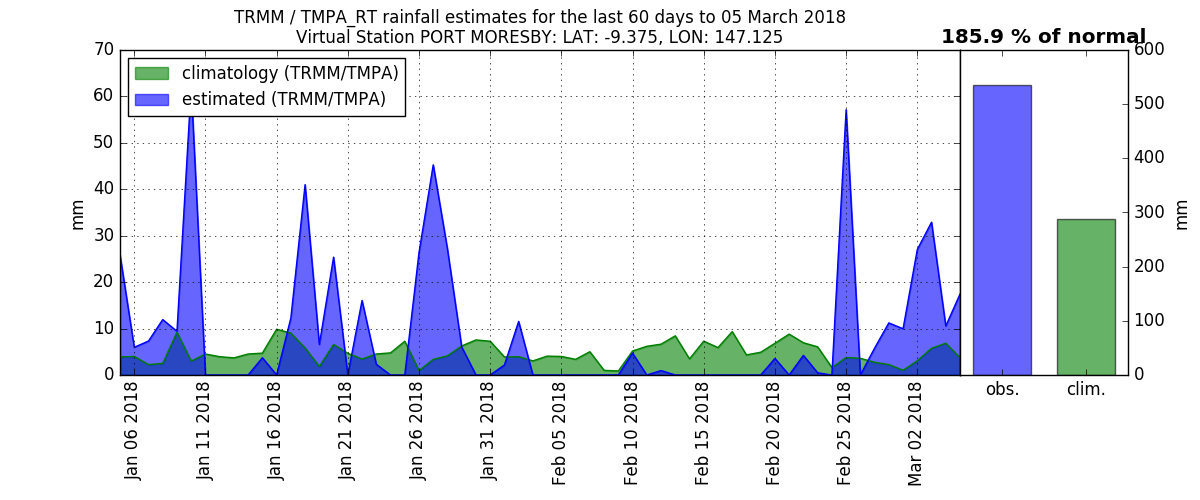 TRMM / TMPA_RT rainfall estimates for the last 60 days to 05 March 2018
Virtual Station PORT MORESBY: LAT: -9.375, LON: 147.125
185.9 % of normal
climatology (TRMM/TMPA)
estimated (TRMM/TMPA)
70
60
50
40
30
20
10
0
mm
600
500
400
300
200
100
0
mm
Jan 06 2018
Jan 11 2018
Jan 16 2018
Jan 21 2018
Jan 26 2018
Jan 31 2018
Feb 05 2018
Feb 10 2018
Feb 15 2018
Feb 20 2018
Feb 25 2018
Mar 02 2018
obs.
clim.